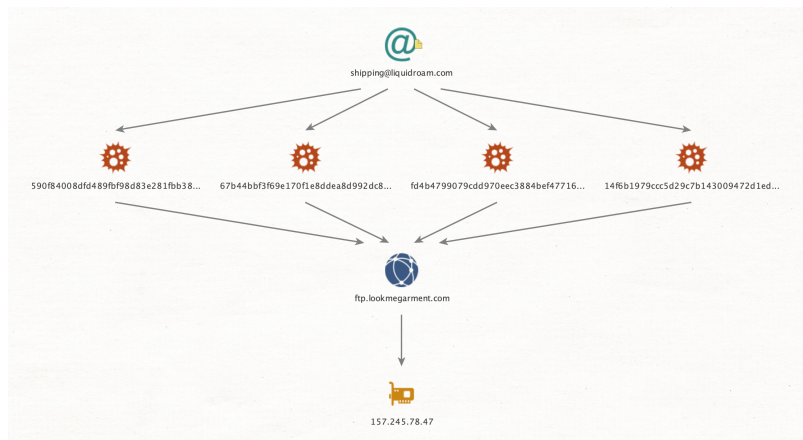 shipping@liquidroam.com
590f84008dfd489fbf98d83e281fbb38...
67b44bbf3f69e170f1e8ddea8d992dc8...
fd4b4799079cdd970eec3884bef47716...
14f6b1979ccc5d29c7b143009472d1ed...
ftp.lookmegarment.com
157.245.78.47